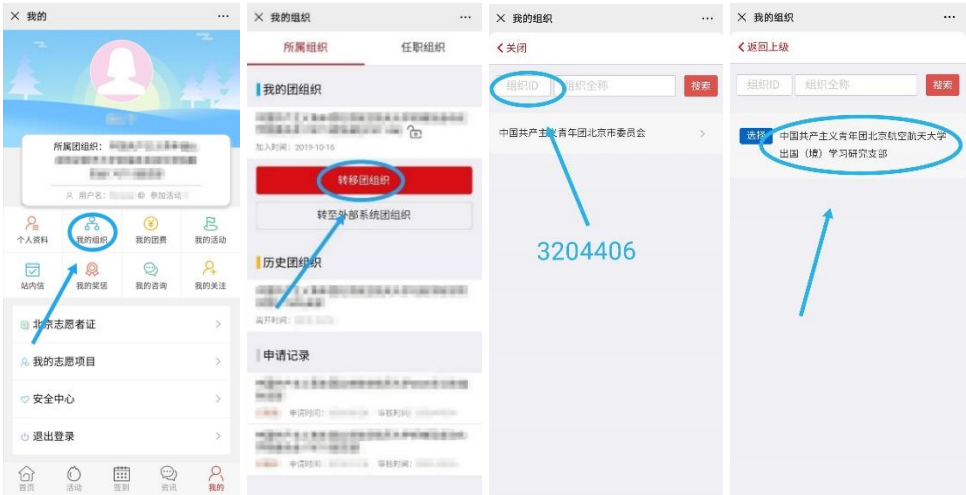 我的
所属团组织：
用户名：
参加活动
个人资料
我的组织
我的团费
我的活动
站内信
我的奖惩
我的咨询
我的关注
北京志愿者证
我的志愿项目
安全中心
退出登录
首页
活动
签到
资讯
我的
我的组织
所属组织
任职组织
我的团组织
加入时间：2019-10-16
转移团组织
转至外部系统团组织
历史团组织
离开时间：
申请记录
申请时间：
审核时间：
申请时间：
审核时间：
我的组织
关闭
组织ID
组织全称
搜索
中国共产主义青年团北京市委员会
3204406
我的组织
返回上级
组织ID
组织全称
搜索
选择
中国共产主义青年团北京航空航天大学
出国（境）学习研究支部